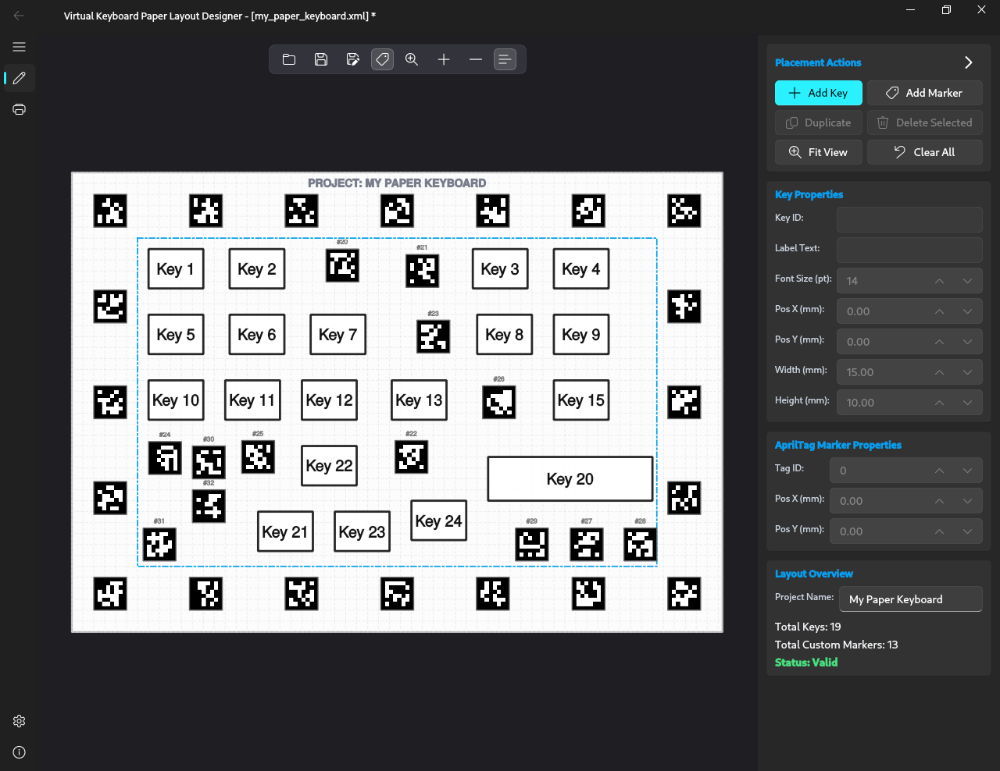 Virtual Keyboard Paper Layout Designer - [my_paper_keyboard.xml] *
Placement Actions
Add Key
Add Marker
Duplicate
Delete Selected
Fit View
Clear All
PROJECT: MY PAPER KEYBOARD
#20
#21
Key 1
Key 2
Key 3
Key 4
#23
Key 5
Key 6
Key 7
Key 8
Key 9
#26
Key 10
Key 11
Key 12
Key 13
Key 15
#24
#30
#25
#22
Key 22
Key 20
#32
#31
Key 21
Key 23
Key 24
#29
#27
#28
Key Properties
Key ID:
Label Text:
Font Size (pt): 14
Pos X (mm): 0.00
Pos Y (mm): 0.00
Width (mm): 15.00
Height (mm): 10.00
AprilTag Marker Properties
Tag ID: 0
Pos X (mm): 0.00
Pos Y (mm): 0.00
Layout Overview
Project Name: My Paper Keyboard
Total Keys: 19
Total Custom Markers: 13
Status: Valid